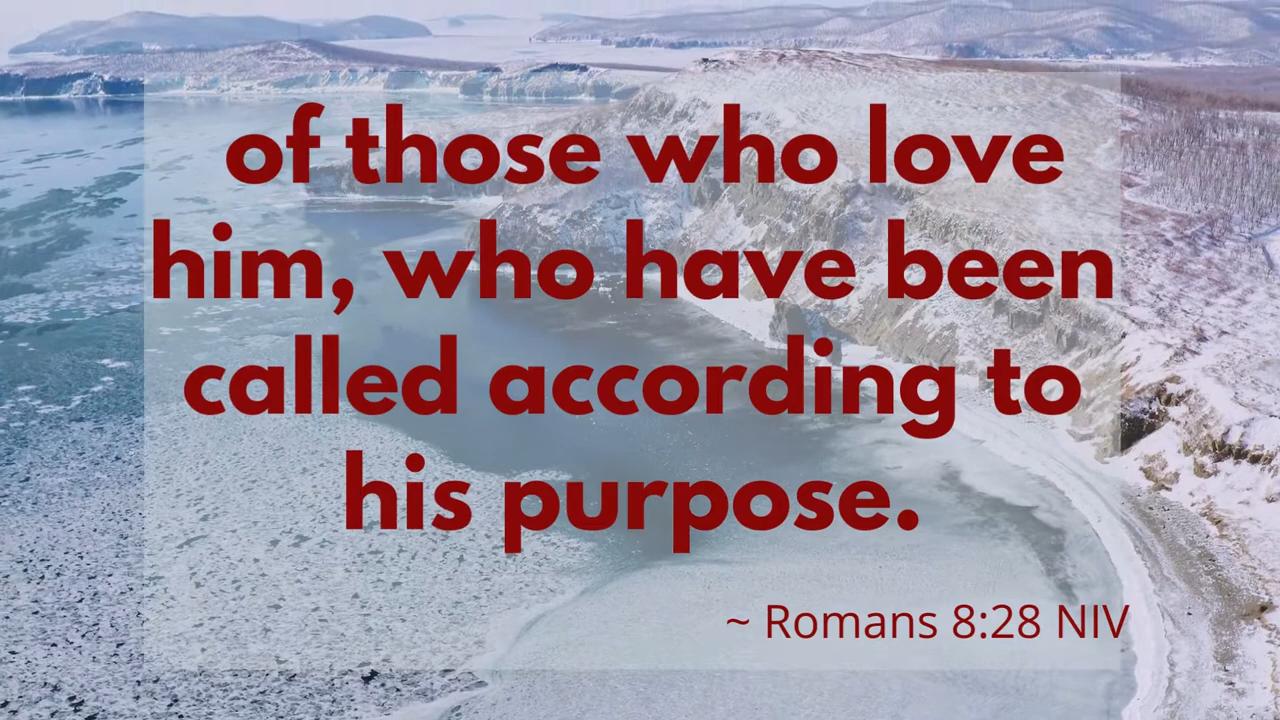 of those who love
him, who have been
called according to
his purpose.
~ Romans 8:28 NIV